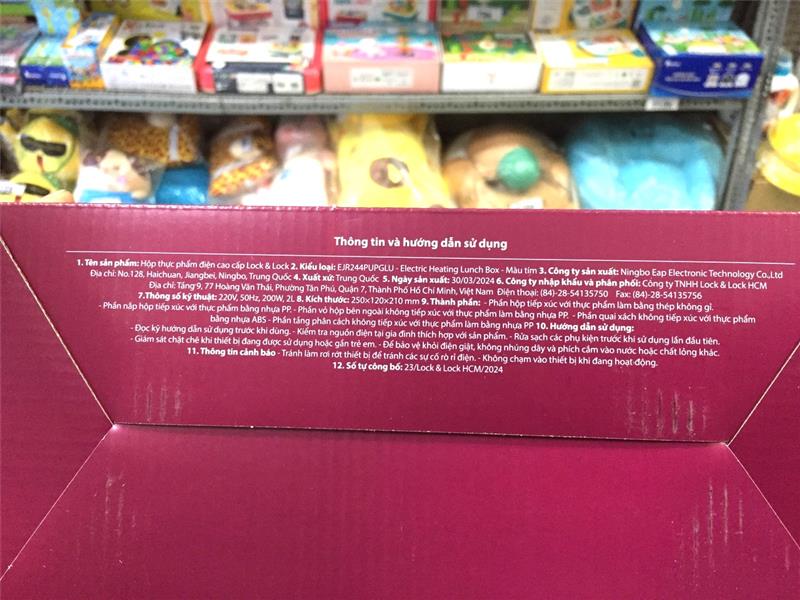 Thông tin và hướng dẫn sử dụng
1. Tên sản phẩm: Hộp thực phẩm điện cao cấp Lock & Lock 2. Kiểu loại: EJR244PUPGLU - Electric Heating Lunch Box - Màu tím 3. Công ty sản xuất: Ningbo Eap Electronic Technology Co.,Ltd
Địa chỉ: No.128, Haichuan, Jiangbei, Ningbo, Trung Quốc 4. Xuất xứ: Trung Quốc 5. Ngày sản xuất: 30/03/2024 6. Công ty nhập khẩu và phân phối: Công ty TNHH Lock & Lock HCM
Địa chỉ: Tầng 9, 77 Hoàng Văn Thái, Phường Tân Phú, Quận 7, Thành Phố Hồ Chí Minh, Việt Nam Điện thoại: (84)-28-54135750 Fax: (84)-28-54135756
7.Thông số kỹ thuật: 220V, 50Hz, 200W, 2L 8. Kích thước: 250×120×210 mm 9. Thành phần: - Phần hộp tiếp xúc với thực phẩm làm bằng thép không gỉ.
- Phần nắp hộp tiếp xúc với thực phẩm bằng nhựa PP. - Phần vỏ hộp bên ngoài không tiếp xúc với thực phẩm làm bằng nhựa PP. - Phần quai xách không tiếp xúc với thực phẩm
bằng nhựa ABS - Phần tầng phân cách không tiếp xúc với thực phẩm làm bằng nhựa PP 10. Hướng dẫn sử dụng:
- Đọc kỹ hướng dẫn sử dụng trước khi dùng. - Kiểm tra nguồn điện tại gia đình thích hợp với sản phẩm. - Rửa sạch các phụ kiện trước khi sử dụng lần đầu tiên.
- Giám sát chặt chẽ khi thiết bị đang được sử dụng hoặc gần trẻ em. - Để bảo vệ khỏi điện giật, không nhúng dây và phích cắm vào nước hoặc chất lỏng khác.
11. Thông tin cảnh báo - Tránh làm rơi rớt thiết bị để tránh các sự cố rò rỉ điện. - Không chạm vào thiết bị khi đang hoạt động.
12. Số tự công bố: 23/Lock & Lock HCM/2024